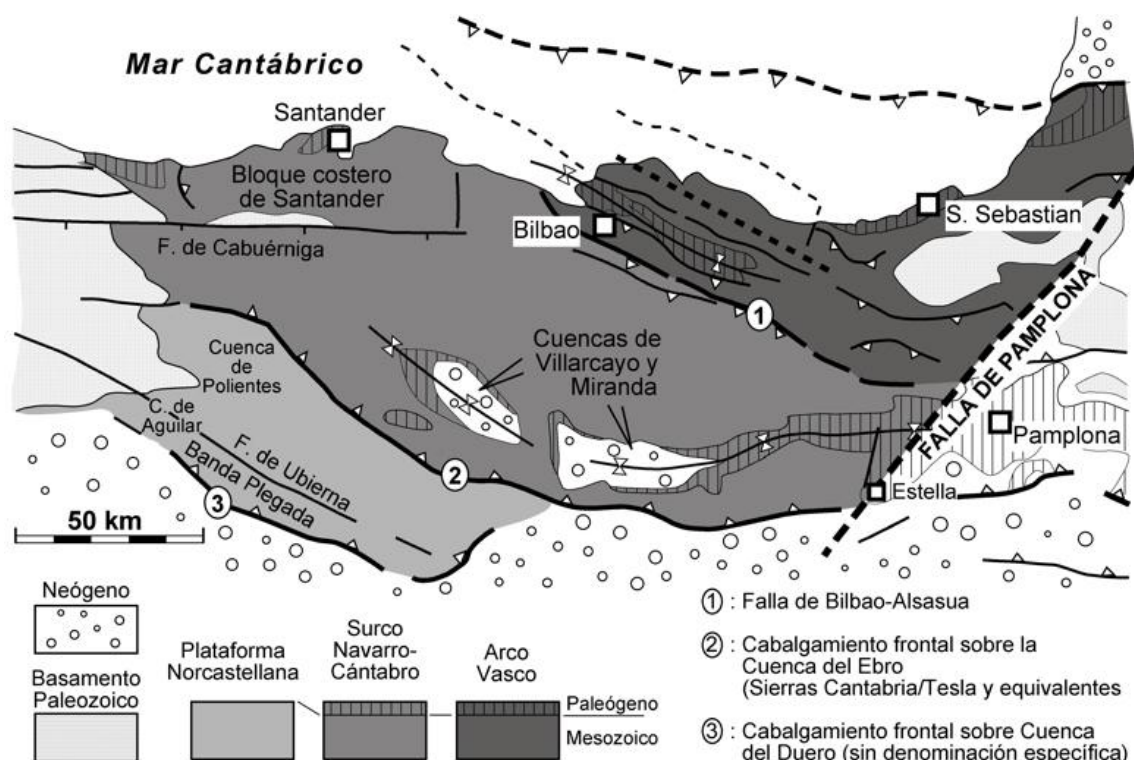 Mar Cantábrico
Santander
Bloque costero
de Santander
F. de Cabuérniga
Bilbao
S. Sebastian
FALLA DE PAMPLONA
1
Cuenca
de
Polientes
Cuencas de
Villarcayo y
Miranda
C. de
Aguilar
F. de Ubierna
Banda Plegada
2
3
Pamplona
Estella
50 km
Neógeno
Basamento
Paleozoico
Plataforma
Norcastellana
Surco
Navarro-
Cántabro
Arco
Vasco
Paleógeno
Mesozoico
1 : Falla de Bilbao-Alsasua
2 : Cabalgamiento frontal sobre la
Cuenca del Ebro
(Sierras Cantabria/Tesla y equivalentes
3 : Cabalgamiento frontal sobre Cuenca
del Duero (sin denominación específica)